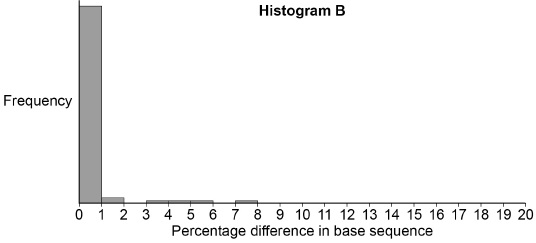 Histogram B
Frequency
0 1 2 3 4 5 6 7 8 9 10 11 12 13 14 15 16 17 18 19 20
Percentage difference in base sequence